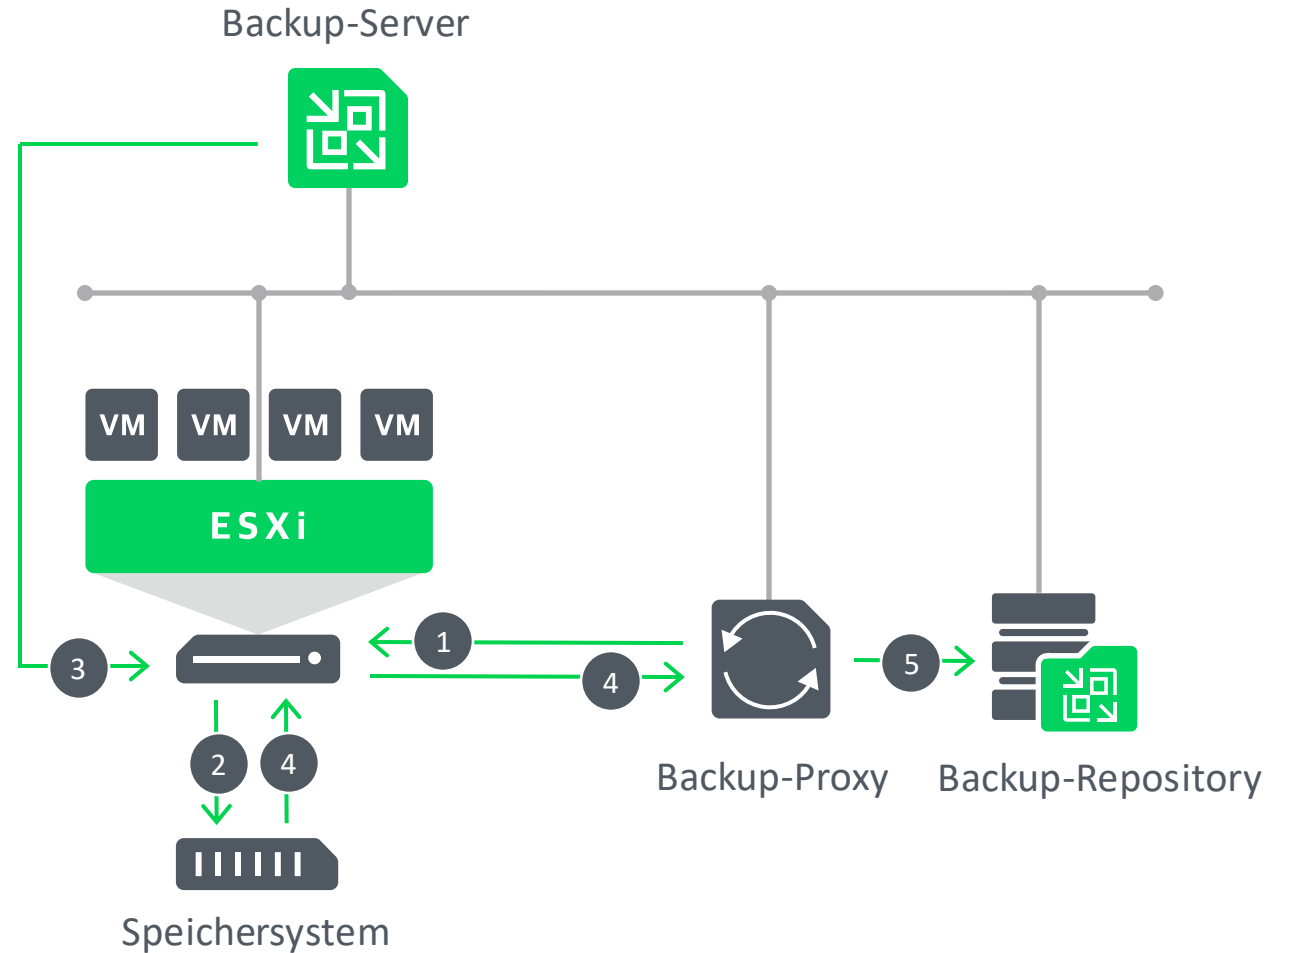 Backup-Server
VM VM VM VM
ESXi
1
3
4
5
2 4
Backup-Proxy Backup-Repository
Speichersystem